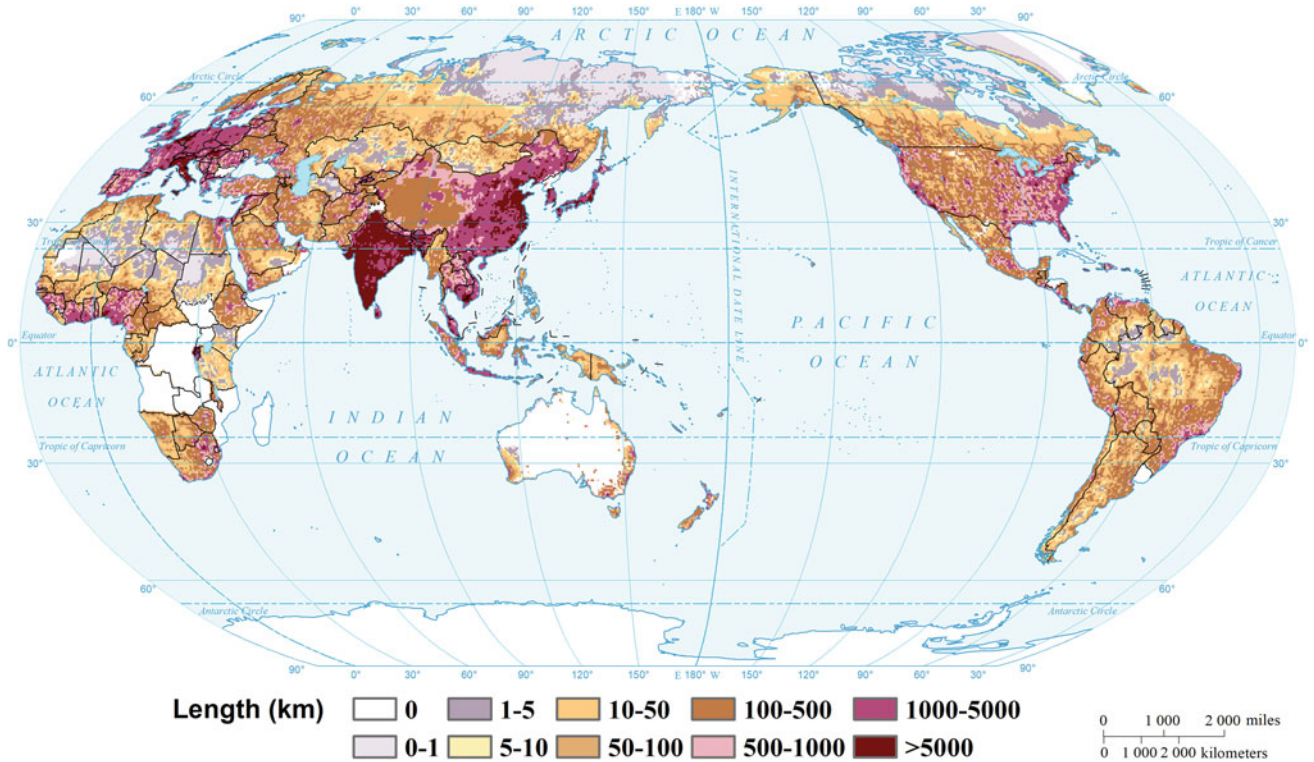 90° 0° 30° 60° 90° 120° 150° E 180° W 150° 120° 90° 60° 30° 0° 90°
ARCTIC OCEAN
Arctic Circle
Arctic Circle
60°
60°
INTERNATIONAL DATE LINE
30°
30°
Tropic of Cancer
ATLANTIC
OCEAN
PACIFIC
OCEAN
Equator
Equator
0°
0°
ATLANTIC
OCEAN
INDIAN
OCEAN
Tropic of Capricorn
Tropic of Capricorn
30°
30°
60°
60°
Antarctic Circle
Antarctic Circle
90° 0° 30° 60° 90° 120° 150° E 180° W 150° 120° 90° 60° 30° 0° 90°
Length (km) 0 1-5 10-50 100-500 1000-5000
0-1 5-10 50-100 500-1000 >5000
0 1 000 2 000 miles
0 1 000 2 000 kilometers